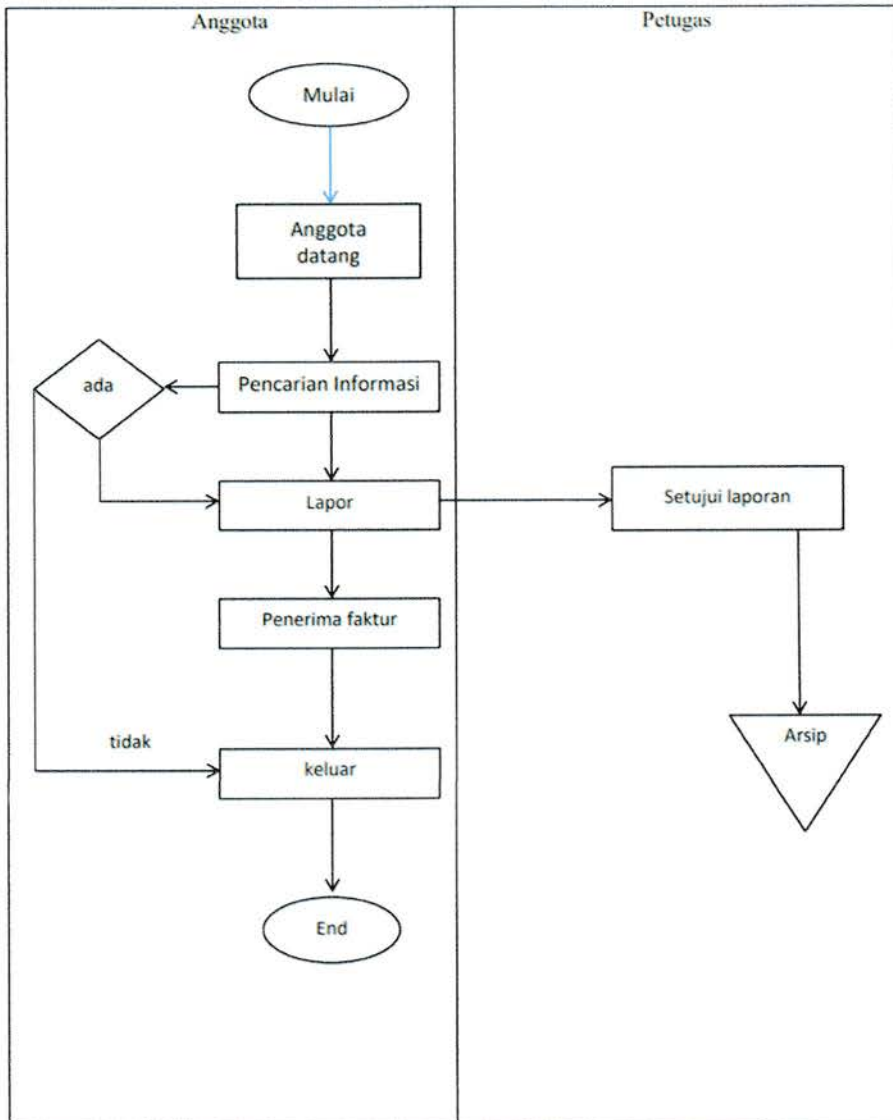 Anggota
Petugas
Mulai
Anggota
datang
Pencarian Informasi
ada
Lapor
Setujui laporan
Penerima faktur
Arsip
tidak
keluar
End